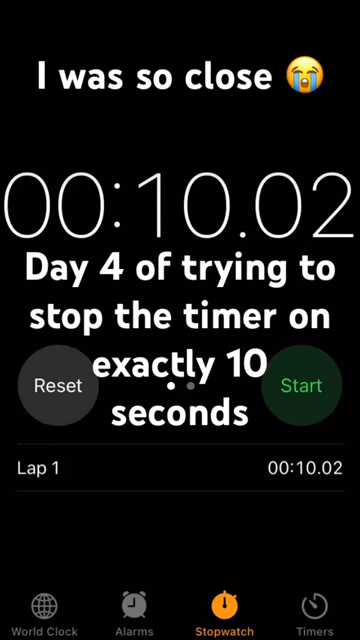 I was so close 😭
00:10.02
Day 4 of trying to
stop the timer on
exactly 10
seconds
Reset
Start
Lap 1 00:10.02
World Clock Alarms Stopwatch Timers